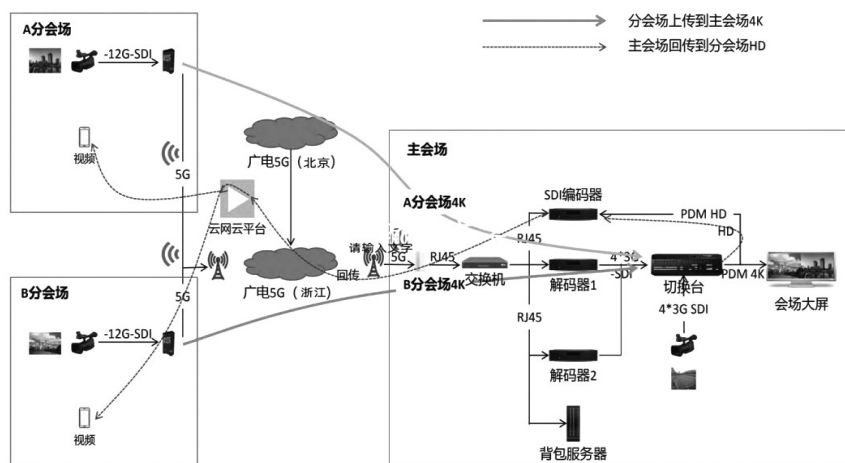 分会场上传到主会场4K
主会场回传到分会场HD
A分会场
-12G-SDI
视频
5G
广电5G（北京）
云网云平台
主会场
A分会场4K
SDI编码器
PDM HD
HD
RJ45
请输入文字
5G
RJ45
交换机
解码器1
4*3G
-SDI
切换台
PDM 4K
会场大屏
回传
广电5G（浙江）
B分会场4K
4*3G SDI
RJ45
解码器2
背包服务器
B分会场
5G
-12G-SDI
视频